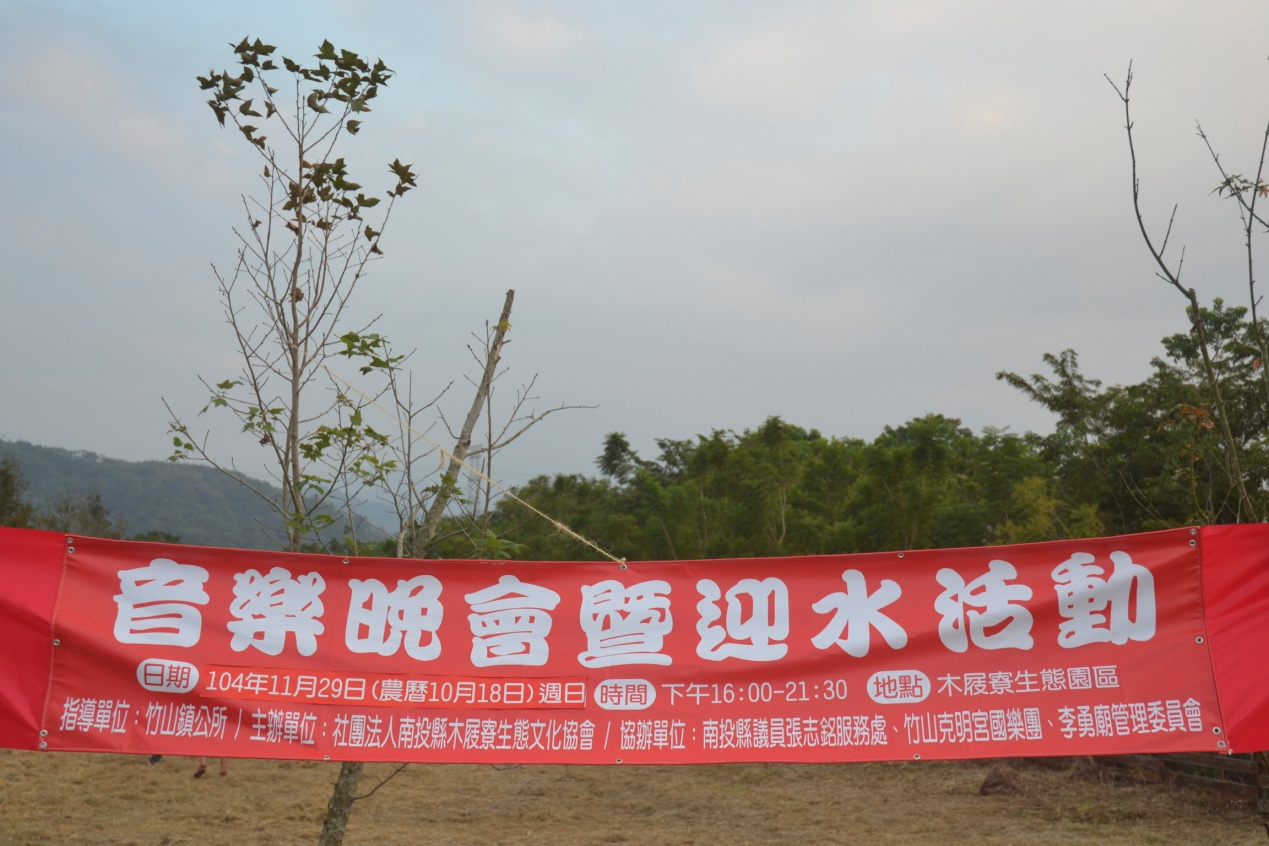 音樂晚會暨迎水活動
日期 104年11月29日(農曆10月18日)週日 時間 下午16:00-21:30 地點 木屐寮生態園區
指導單位：竹山鎮公所 / 主辦單位：社團法人南投縣木屐寮生態文化協會 / 協辦單位：南投縣議員張志銘服務處、竹山克明宮國樂團、李勇廟管理委員會